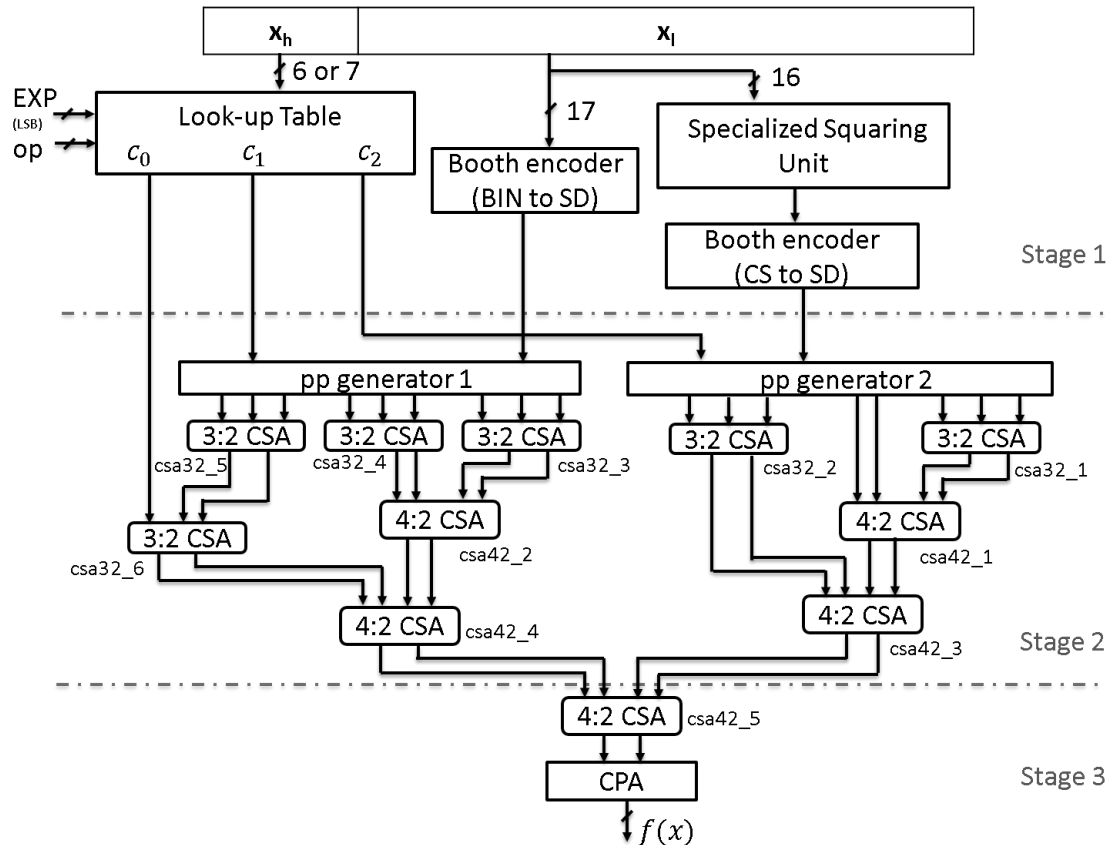 x_h
x_l
6 or 7
16
EXP
(LSB)
17
Look-up Table
op
c_0 c_1 c_2
Specialized Squaring
Unit
Booth encoder
(BIN to SD)
Booth encoder
(CS to SD)
Stage 1
pp generator 1
pp generator 2
3:2 CSA
3:2 CSA
3:2 CSA
3:2 CSA
3:2 CSA
csa32_5
csa32_4
csa32_3
csa32_2
csa32_1
4:2 CSA
4:2 CSA
3:2 CSA
csa42_2
csa42_1
csa32_6
4:2 CSA
csa42_4
4:2 CSA
csa42_3
Stage 2
4:2 CSA
csa42_5
CPA
Stage 3
f(x)